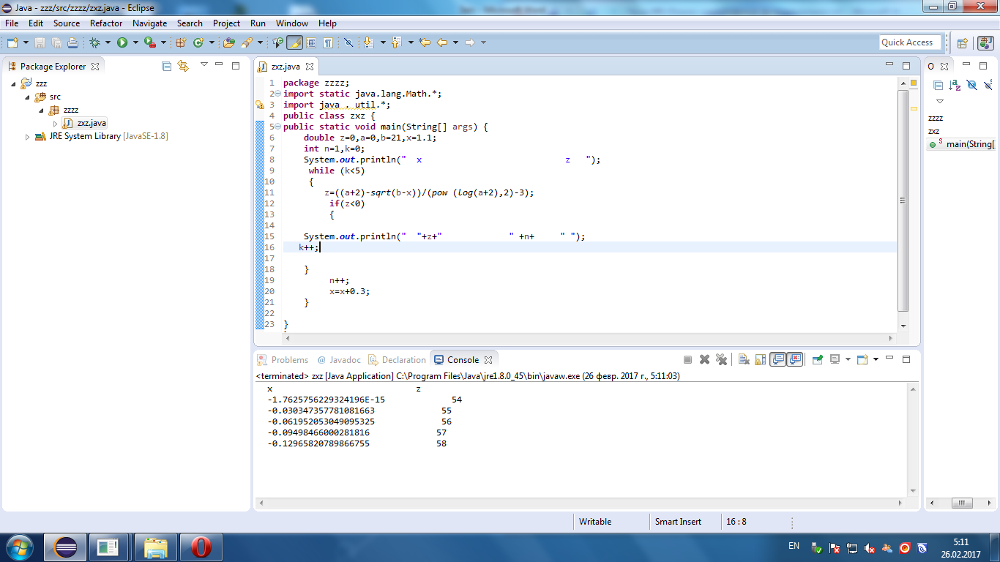 Java - zzz/src/zzzz/zxz.java - Eclipse
File Edit Source Refactor Navigate Search Project Run Window Help
Quick Access
Package Explorer
zzz
src
zzzz
zxz.java
JRE System Library [JavaSE-1.8]
zxz.java
1 package zzzz;
2 import static java.lang.Math.*;
3 import java . util.*;
4 public class zxz {
5 public static void main(String[] args) {
6 double z=0,a=0,b=21,x=1.1;
7 int n=1,k=0;
8 System.out.println("  x                            z   ");
9 while (k<5)
10 {
11 z=((a+2)-sqrt(b-x))/(pow (log(a+2),2)-3);
12 if(z<0)
13 {
14
15 System.out.println("  "+z+"             " +n+     " ");
16 k++;
17
18 }
19 n++;
20 x=x+0.3;
21 }
22
23 }
O
zzzz
zxz
S main(String[
Problems @ Javadoc Declaration Console
<terminated> zxz [Java Application] C:\Program Files\Java\jre1.8.0_45\bin\javaw.exe (26 февр. 2017 г., 5:11:03)
x                            z
-1.7625756229324196E-15             54
-0.030347357781081663             55
-0.061952053049095325             56
-0.09498466000281816             57
-0.12965820789866755             58
Writable Smart Insert 16 : 8
EN 5:11
26.02.2017